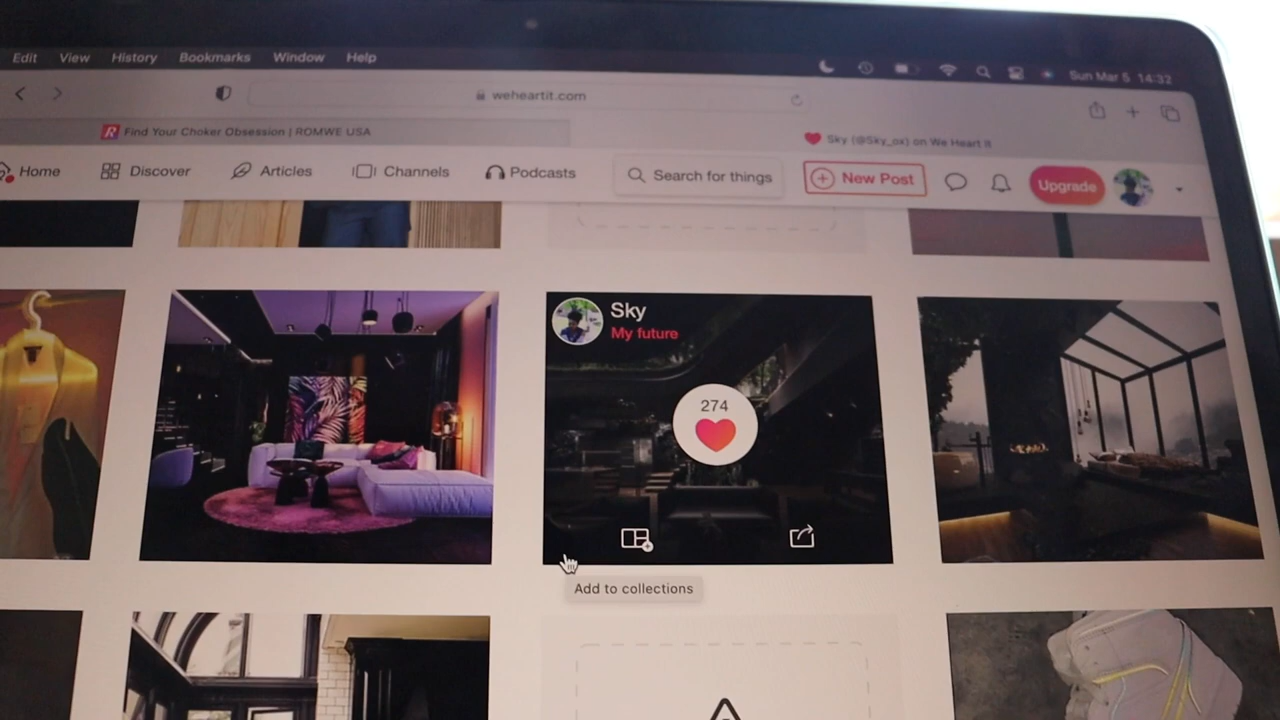 Edit View History Bookmarks Window Help
Sun Mar 5 14:32
weheartit.com
R Find Your Choker Obsession | ROMWE USA
Sky (@Sky_ox) on We Heart It
Home Discover Articles Channels Podcasts Search for things New Post Upgrade
Sky
My future
274
Add to collections